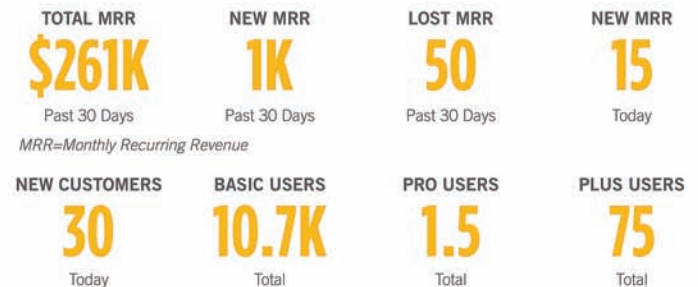 TOTAL MRR NEW MRR LOST MRR NEW MRR
$261K 1K 50 15
Past 30 Days Past 30 Days Past 30 Days Today
MRR=Monthly Recurring Revenue
NEW CUSTOMERS BASIC USERS PRO USERS PLUS USERS
30 10.7K 1.5 75
Today Total Total Total